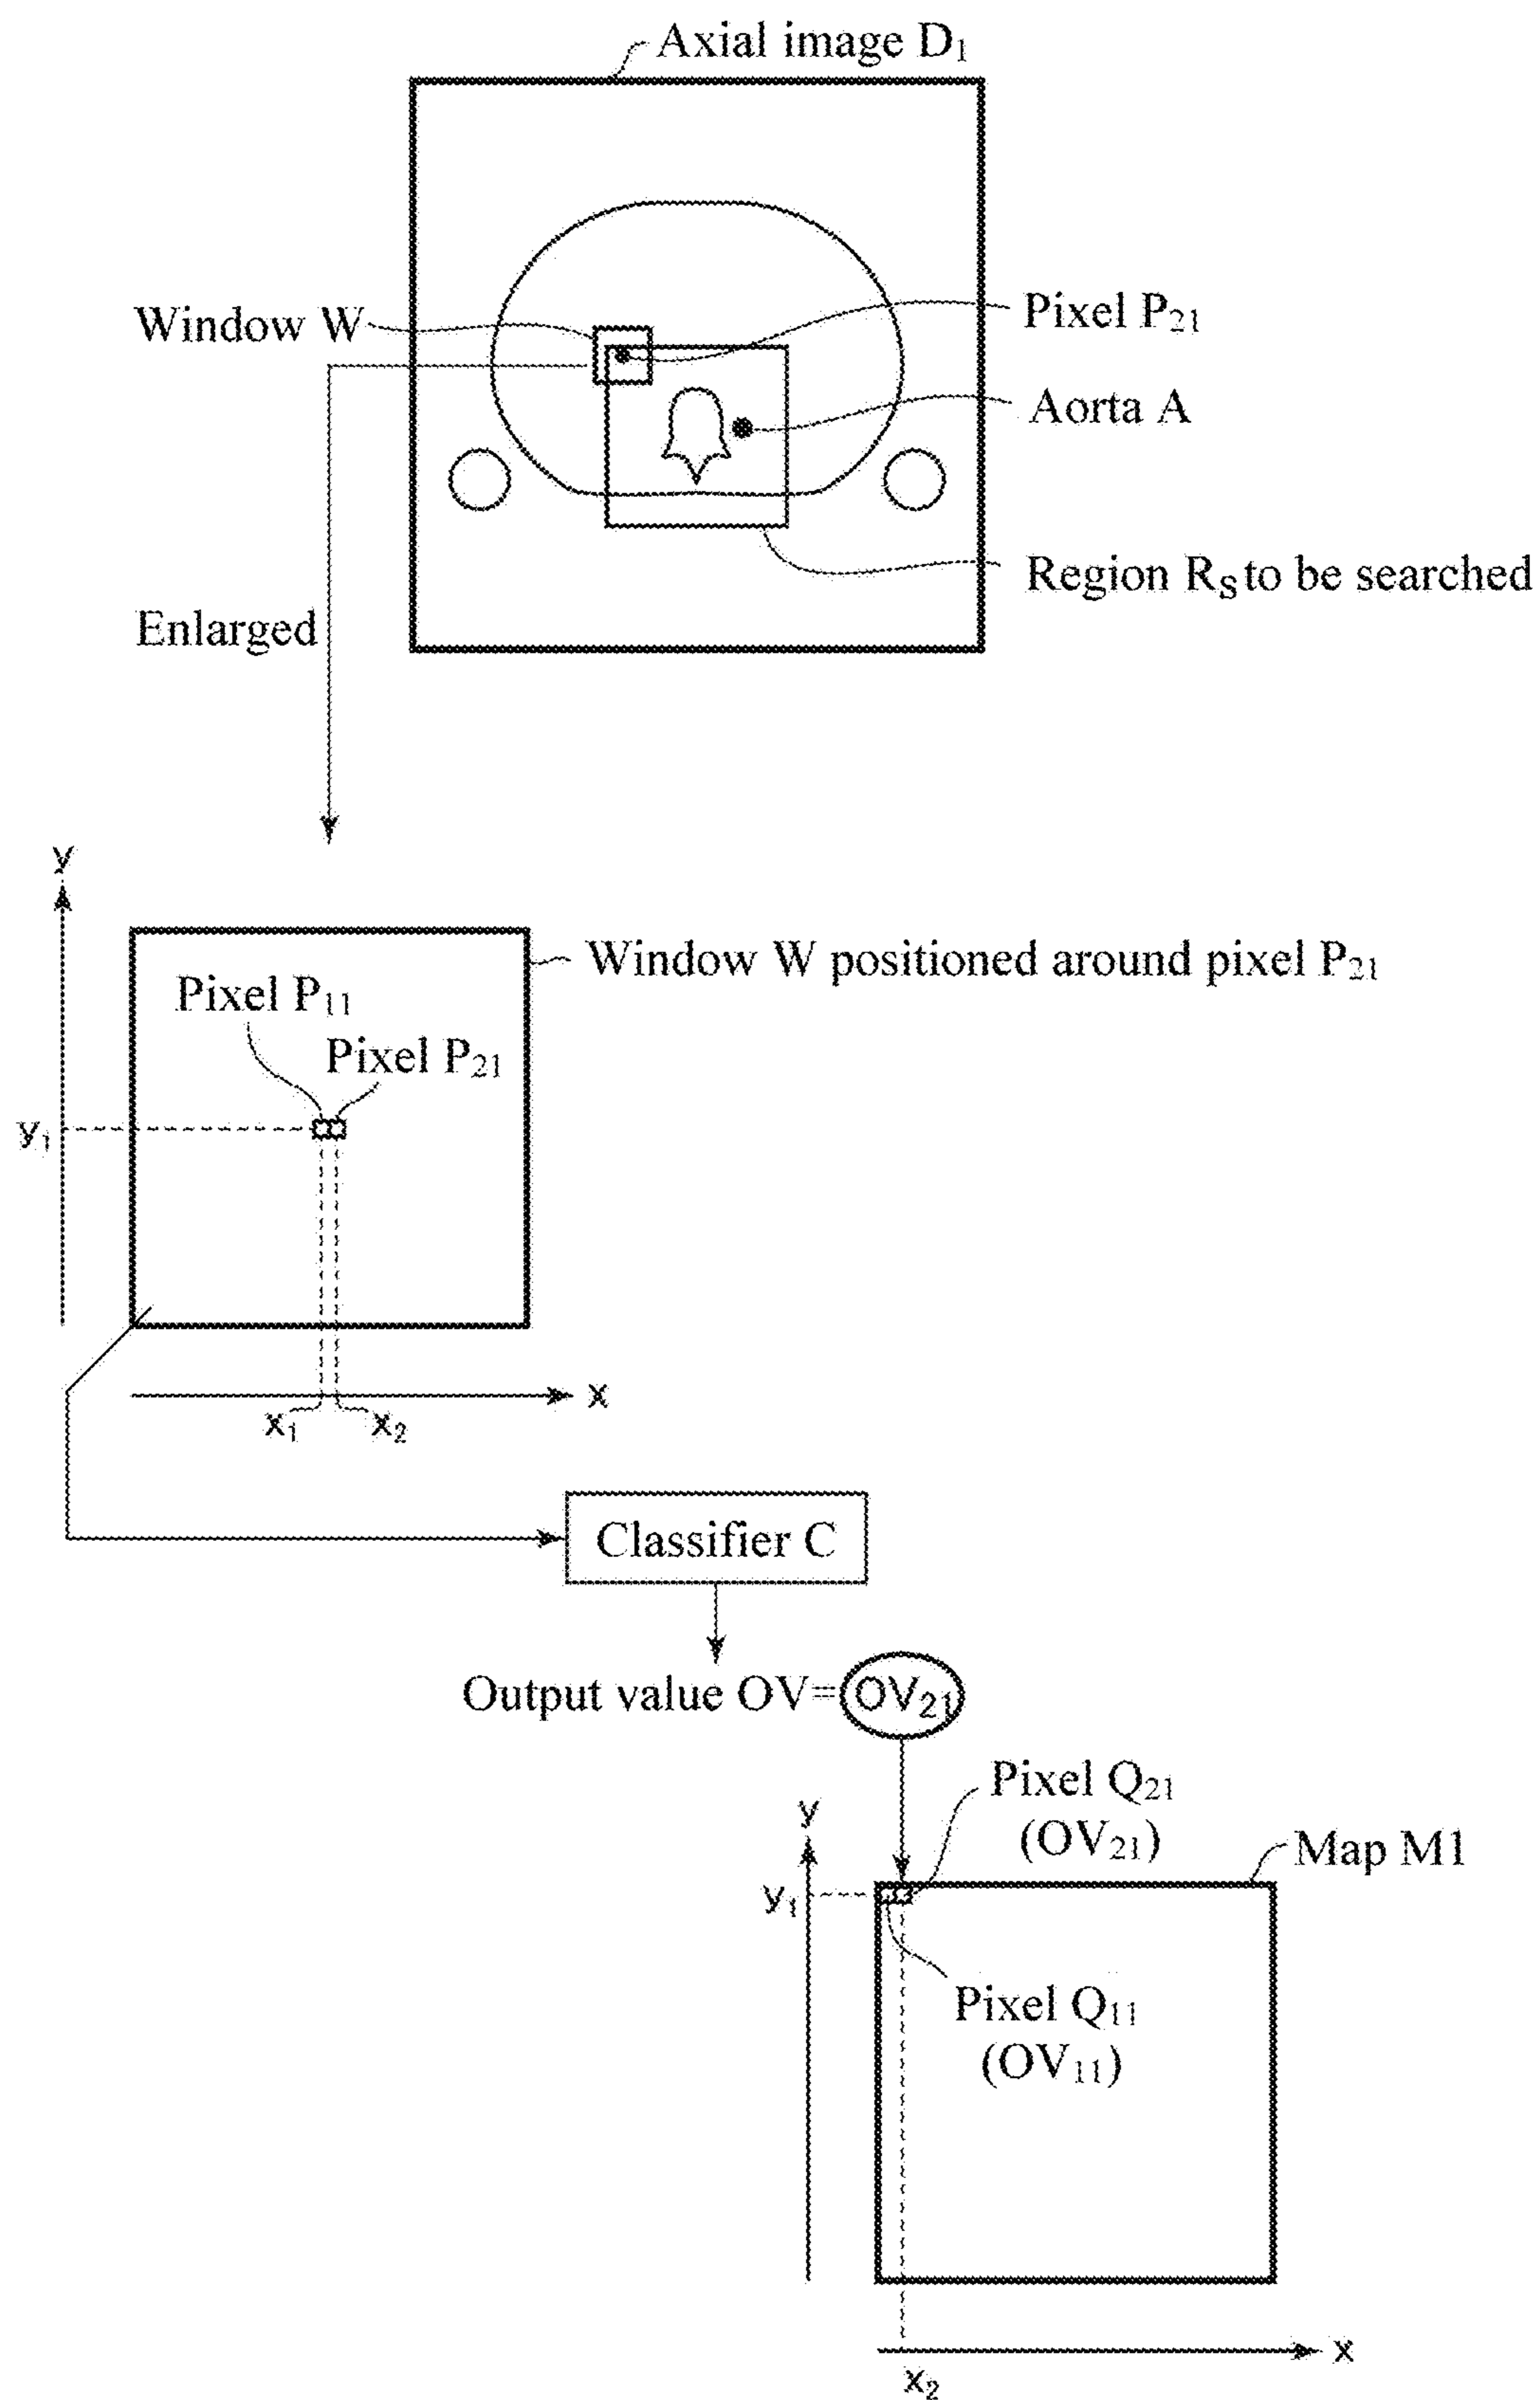 Axial image D₁
Window W
Pixel P₂₁
Aorta A
Region Rₛ to be searched
Enlarged
y
Window W positioned around pixel P₂₁
Pixel P₁₁
Pixel P₂₁
y₁
x
x₁
x₂
Classifier C
Output value OV=OV₂₁
Pixel Q₂₁
(OV₂₁)
y
Map M1
y₁
Pixel Q₁₁
(OV₁₁)
x
x₂